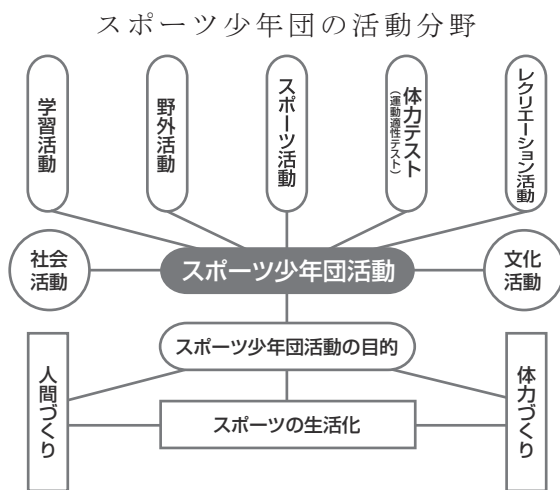 スポーツ少年団の活動分野
学習活動
野外活動
スポーツ活動
体力テスト
(運動適性テスト)
レクリエーション活動
社会
活動
スポーツ少年団活動
文化
活動
スポーツ少年団活動の目的
人間づくり
スポーツの生活化
体力づくり